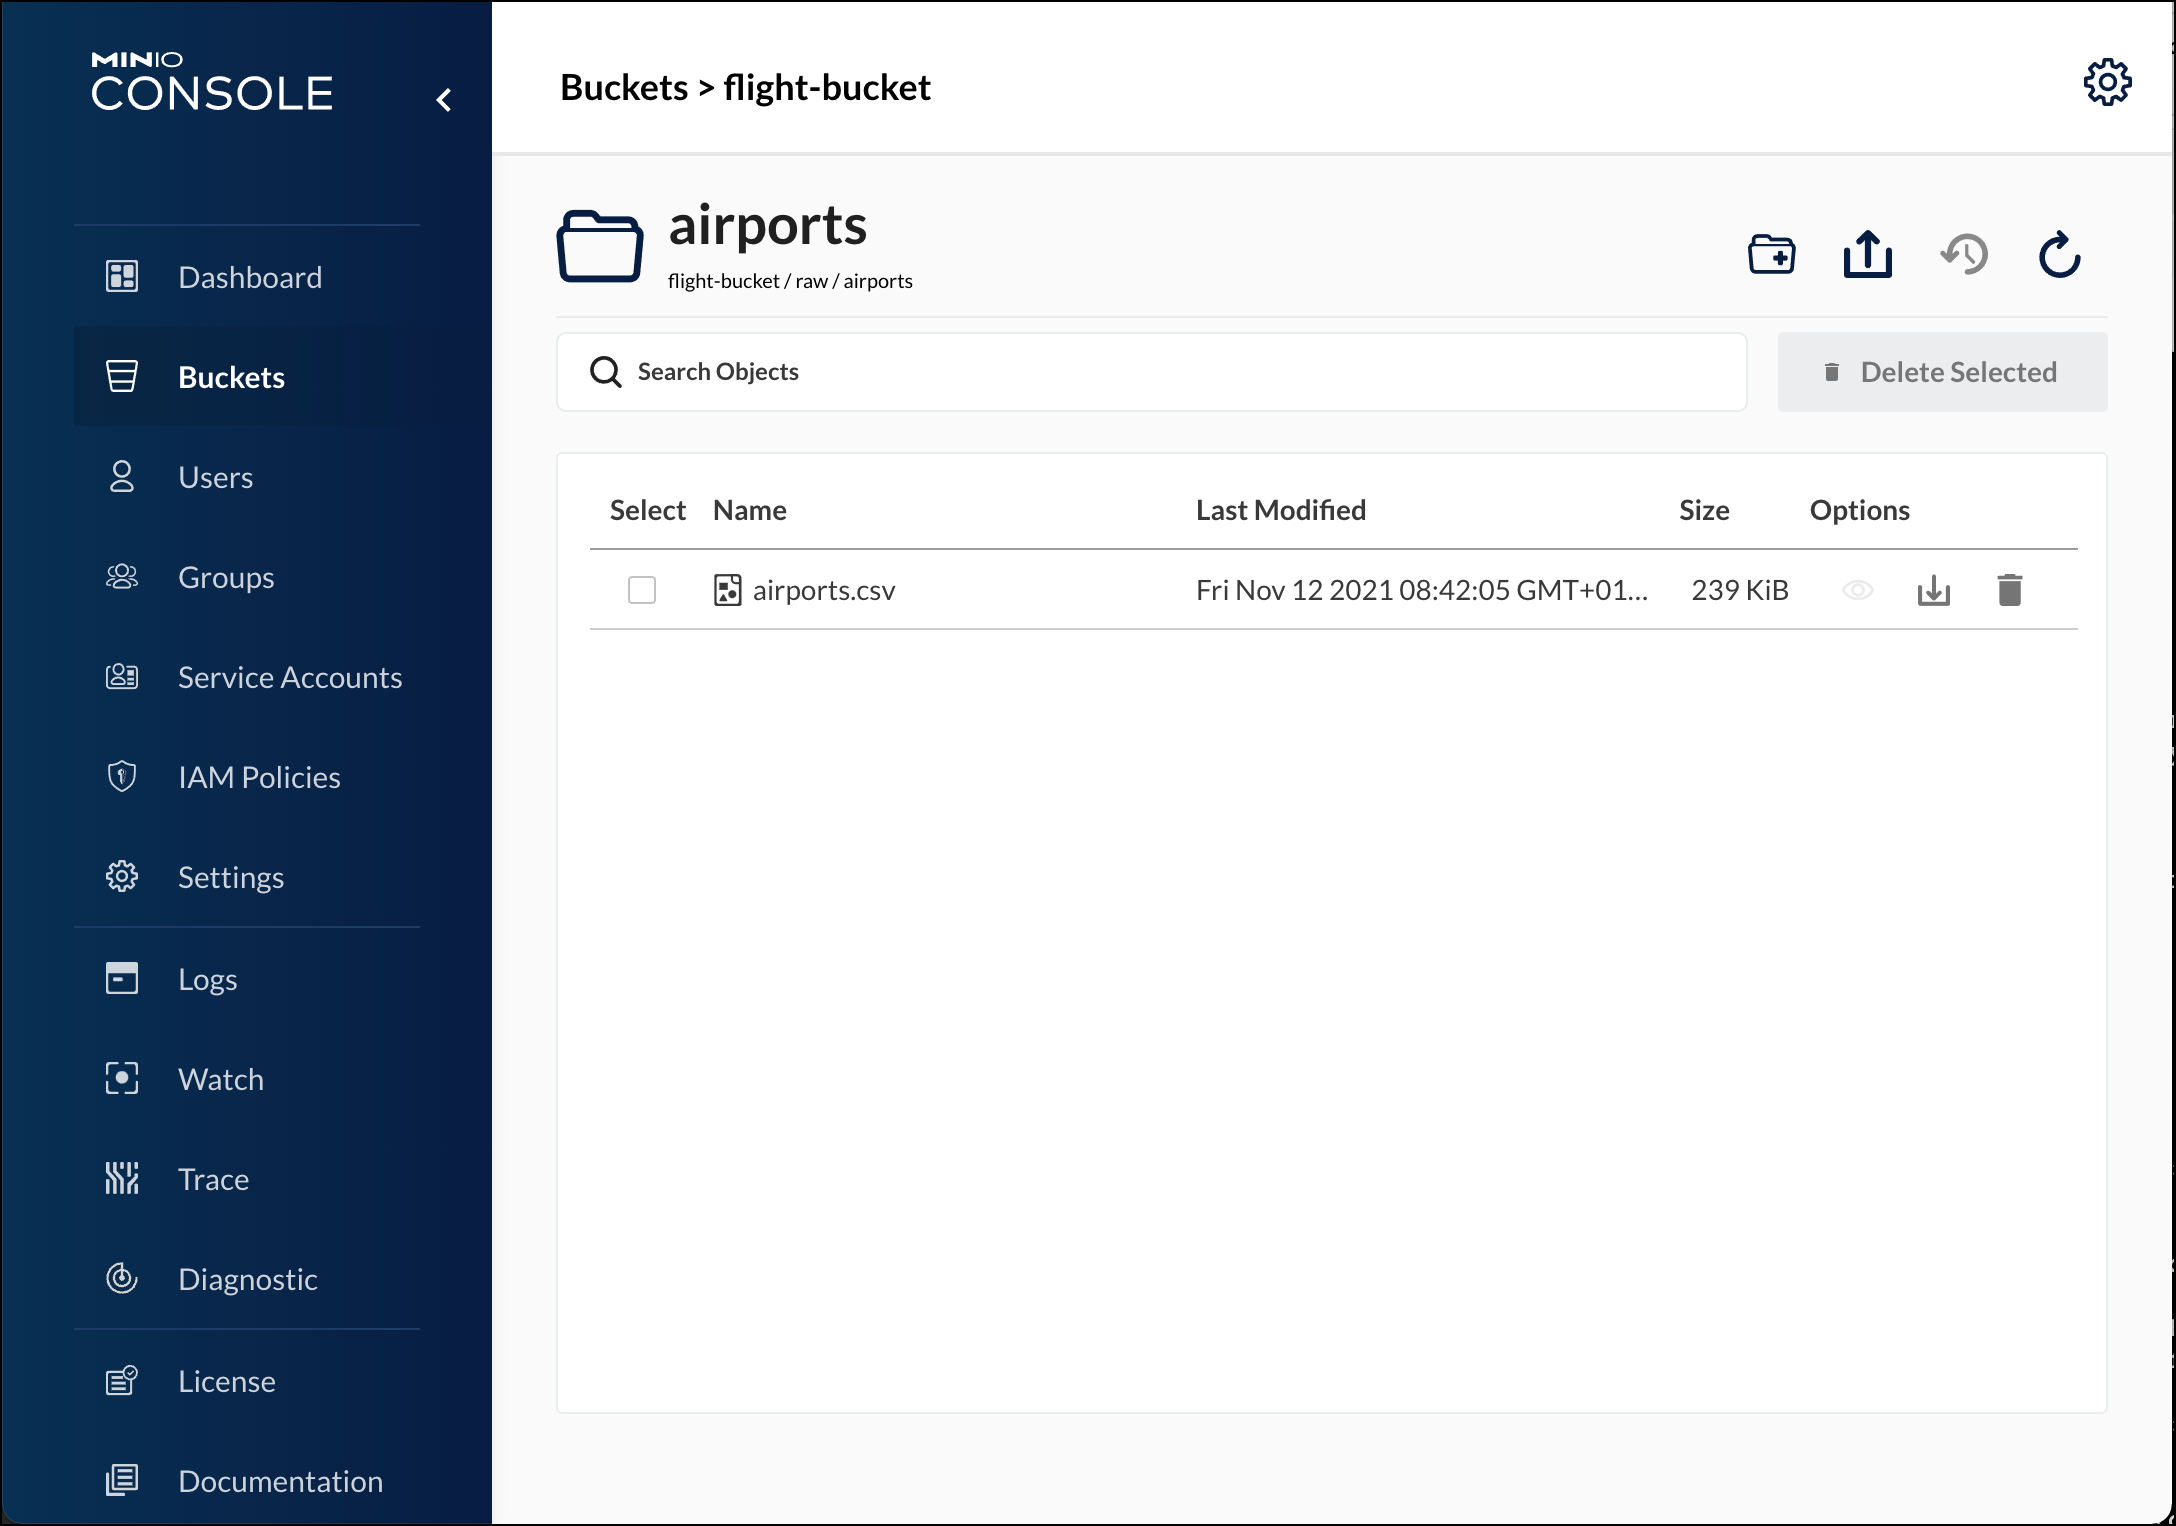 MINIO
CONSOLE
Dashboard
Buckets
Users
Groups
Service Accounts
IAM Policies
Settings
Logs
Watch
Trace
Diagnostic
License
Documentation
Buckets > flight-bucket
airports
flight-bucket / raw / airports
Search Objects
Delete Selected
Select Name Last Modified Size Options
airports.csv Fri Nov 12 2021 08:42:05 GMT+01... 239 KiB